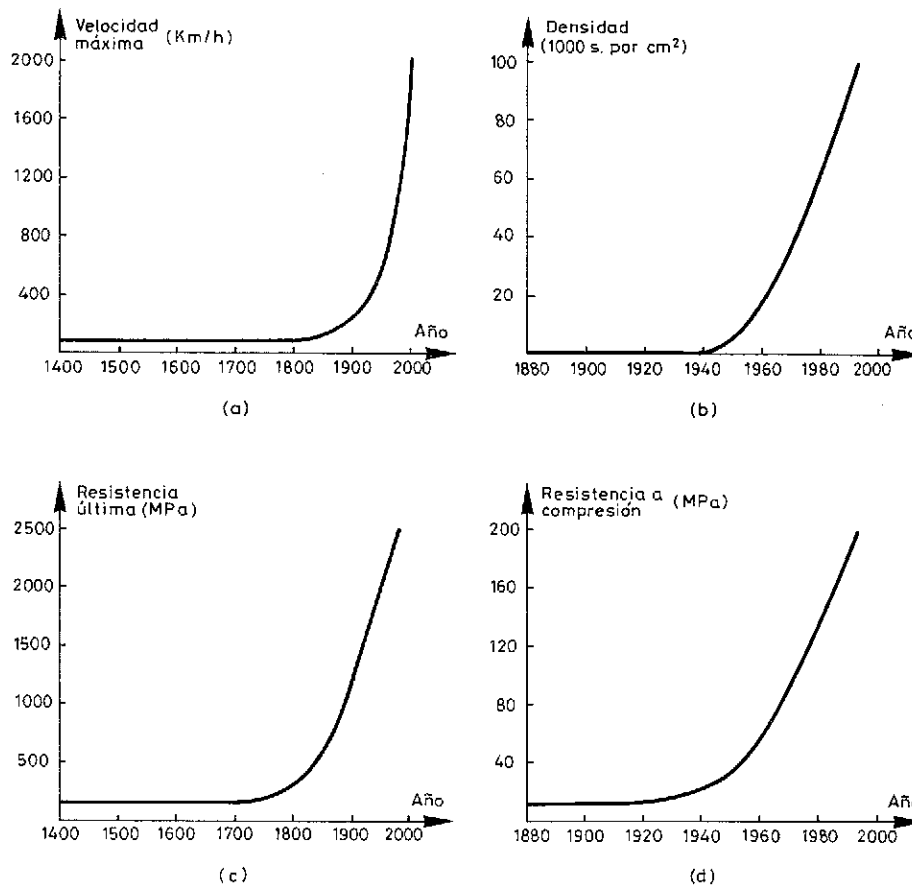 Velocidad
máxima (Km/h)
2000
1600
1200
800
400
Año
1400 1500 1600 1700 1800 1900 2000
(a)
Densidad
(1000 s. por cm²)
100
80
60
40
20
Año
1880 1900 1920 1940 1960 1980 2000
(b)
Resistencia
última (MPa)
2500
2000
1500
1000
500
Año
1400 1500 1600 1700 1800 1900 2000
(c)
Resistencia a
compresión (MPa)
200
160
120
80
40
Año
1880 1900 1920 1940 1960 1980 2000
(d)